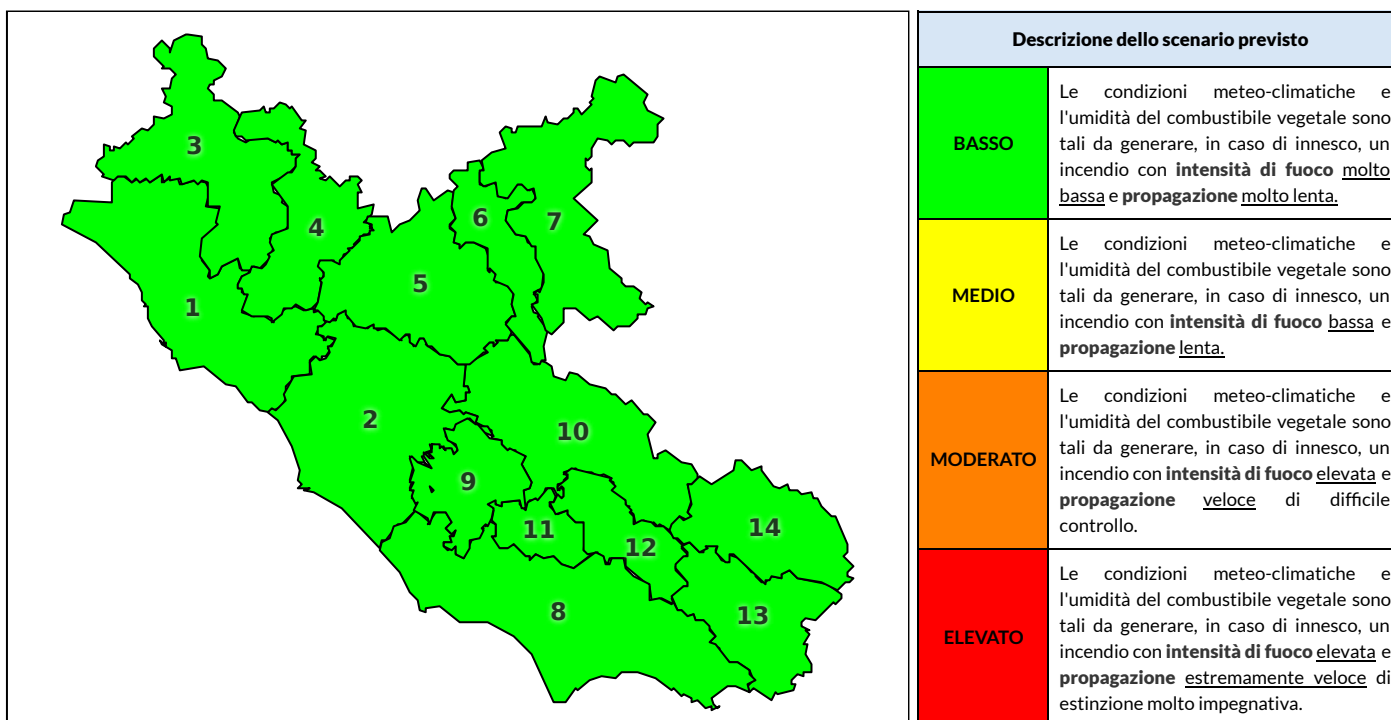 3
4
6
7
5
1
2
10
9
11
12
14
8
13
Descrizione dello scenario previsto
BASSO
Le condizioni meteo-climatiche e
l'umidità del combustibile vegetale sono
tali da generare, in caso di innesco, un
incendio con intensità di fuoco molto
bassa e propagazione molto lenta.
MEDIO
Le condizioni meteo-climatiche e
l'umidità del combustibile vegetale sono
tali da generare, in caso di innesco, un
incendio con intensità di fuoco bassa e
propagazione lenta.
MODERATO
Le condizioni meteo-climatiche e
l'umidità del combustibile vegetale sono
tali da generare, in caso di innesco, un
incendio con intensità di fuoco elevata e
propagazione veloce di difficile
controllo.
ELEVATO
Le condizioni meteo-climatiche e
l'umidità del combustibile vegetale sono
tali da generare, in caso di innesco, un
incendio con intensità di fuoco elevata e
propagazione estremamente veloce di
estinzione molto impegnativa.